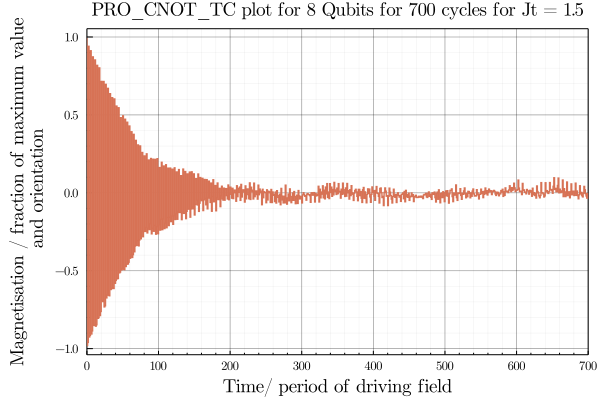 PRO_CNOT_TC plot for 8 Qubits for 700 cycles for Jt = 1.5
Magnetisation / fraction of maximum value
and orientation
1.0
0.5
0.0
−0.5
−1.0
0 100 200 300 400 500 600 700
Time/ period of driving field